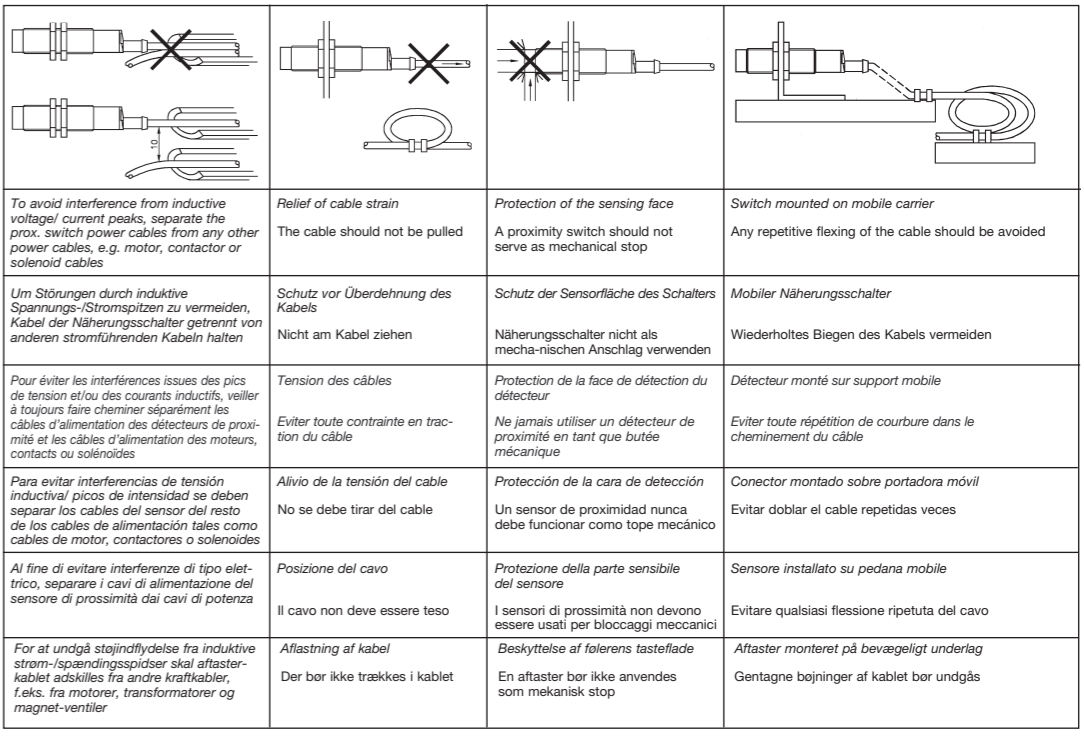 10
To avoid interference from inductive
voltage/ current peaks, separate the
prox. switch power cables from any other
power cables, e.g. motor, contactor or
solenoid cables
Relief of cable strain
The cable should not be pulled
Protection of the sensing face
A proximity switch should not
serve as mechanical stop
Switch mounted on mobile carrier
Any repetitive flexing of the cable should be avoided
Um Störungen durch induktive
Spannungs-/Stromspitzen zu vermeiden,
Kabel der Näherungsschalter getrennt von
anderen stromführenden Kabeln halten
Schutz vor Überdehnung des
Kabels
Nicht am Kabel ziehen
Schutz der Sensorfläche des Schalters
Näherungsschalter nicht als
mecha-nischen Anschlag verwenden
Mobiler Näherungsschalter
Wiederholtes Biegen des Kabels vermeiden
Pour éviter les interférences issues des pics
de tension et/ou des courants inductifs, veiller
à toujours faire cheminer séparément les
câbles d'alimentation des détecteurs de proxi-
mité et les câbles d'alimentation des moteurs,
contacts ou solénoïdes
Tension des câbles
Eviter toute contrainte en trac-
tion du câble
Protection de la face de détection du
détecteur
Ne jamais utiliser un détecteur de
proximité en tant que butée
mécanique
Détecteur monté sur support mobile
Eviter toute répétition de courbure dans le
cheminement du câble
Para evitar interferencias de tensión
inductiva/ picos de intensidad se deben
separar los cables del sensor del resto
de los cables de alimentación tales como
cables de motor, contactores o solenoides
Alivio de la tensión del cable
No se debe tirar del cable
Protección de la cara de detección
Un sensor de proximidad nunca
debe funcionar como tope mecánico
Conector montado sobre portadora móvil
Evitar doblar el cable repetidas veces
Al fine di evitare interferenze di tipo elet-
trico, separare i cavi di alimentazione del
sensore di prossimità dai cavi di potenza
Posizione del cavo
Il cavo non deve essere teso
Protezione della parte sensibile
del sensore
I sensori di prossimità non devono
essere usati per bloccaggi meccanici
Sensore installato su pedana mobile
Evitare qualsiasi flessione ripetuta del cavo
For at undgå støjindflydelse fra induktive
strøm-/spændingsspidser skal aftaster-
kablet adskilles fra andre kraftkabler,
f.eks. fra motorer, transformatorer og
magnet-ventiler
Aflastning af kabel
Der bør ikke trækkes i kablet
Beskyttelse af følerens tasteflade
En aftaster bør ikke anvendes
som mekanisk stop
Aftaster monteret på bevægeligt underlag
Gentagne bøjninger af kablet bør undgås